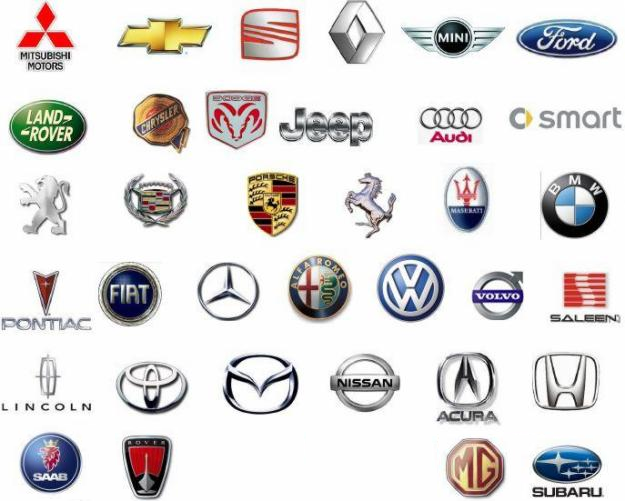 MITSUBISHI
MOTORS
MINI
Ford
LAND-
-ROVER
CHRYSLER
DODGE
Jeep
Audi
smart
PORSCHE
MASERATI
BMW
PONTIAC
FIAT
ALFA ROMEO
VOLVO
SALEEN
LINCOLN
NISSAN
ACURA
SAAB
ROVER
MG
SUBARU